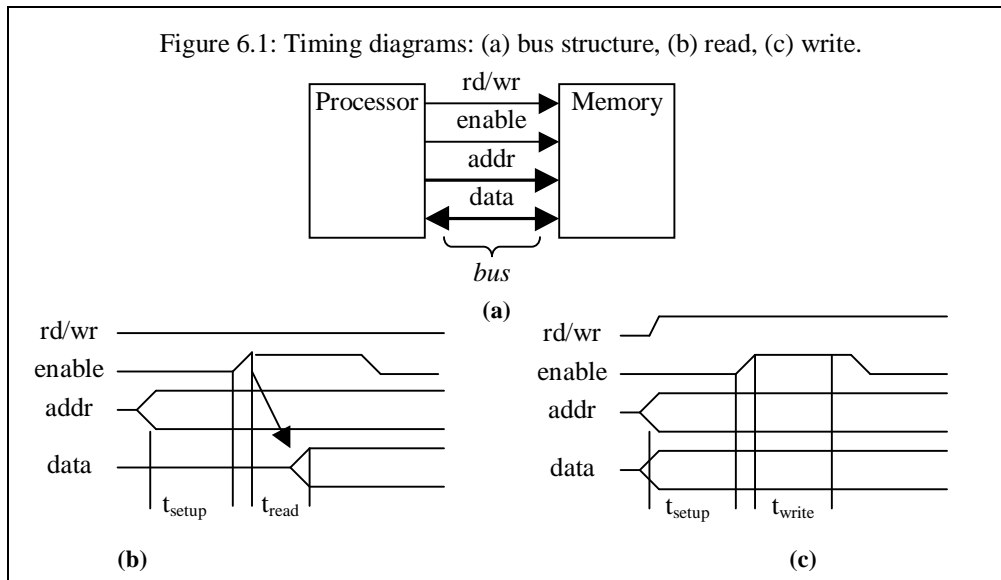 Figure 6.1: Timing diagrams: (a) bus structure, (b) read, (c) write.
Processor
rd/wr
Memory
enable
addr
data
bus
(a)
rd/wr
enable
addr
data
tsetup
tread
(b)
rd/wr
enable
addr
data
tsetup
twrite
(c)